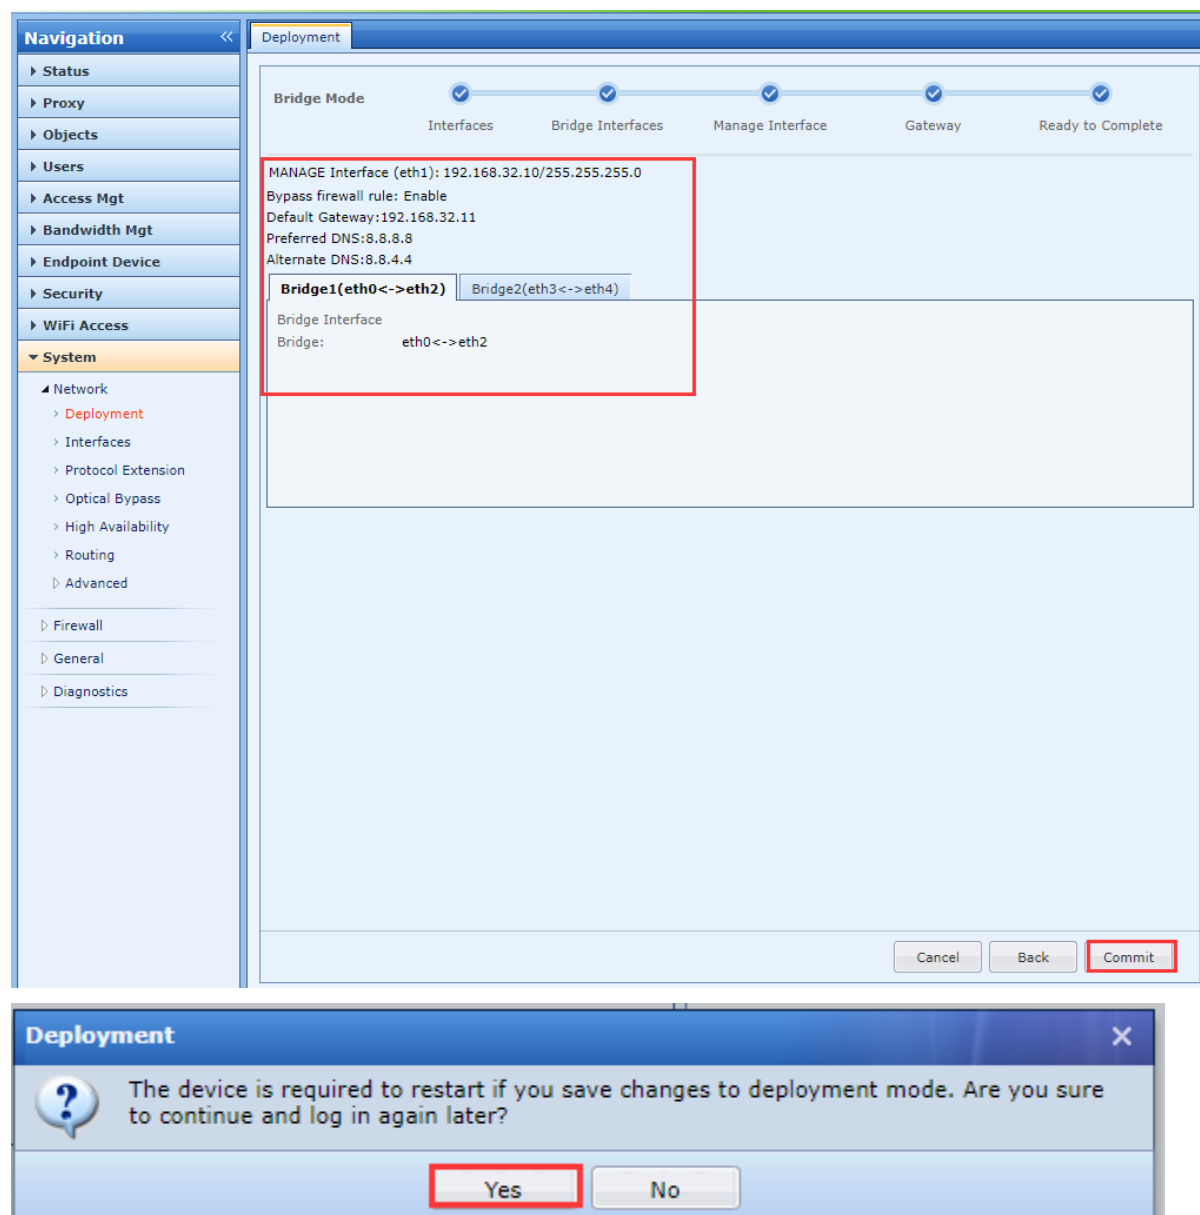 Navigation «
Status
Proxy
Objects
Users
Access Mgt
Bandwidth Mgt
Endpoint Device
Security
WiFi Access
System
Network
Deployment
Interfaces
Protocol Extension
Optical Bypass
High Availability
Routing
Advanced
Firewall
General
Diagnostics
Deployment
Bridge Mode
Interfaces Bridge Interfaces Manage Interface Gateway Ready to Complete
MANAGE Interface (eth1): 192.168.32.10/255.255.255.0
Bypass firewall rule: Enable
Default Gateway:192.168.32.11
Preferred DNS:8.8.8.8
Alternate DNS:8.8.4.4
Bridge1(eth0<->eth2) Bridge2(eth3<->eth4)
Bridge Interface
Bridge: eth0<->eth2
Cancel Back Commit
Deployment
The device is required to restart if you save changes to deployment mode. Are you sure
to continue and log in again later?
Yes No